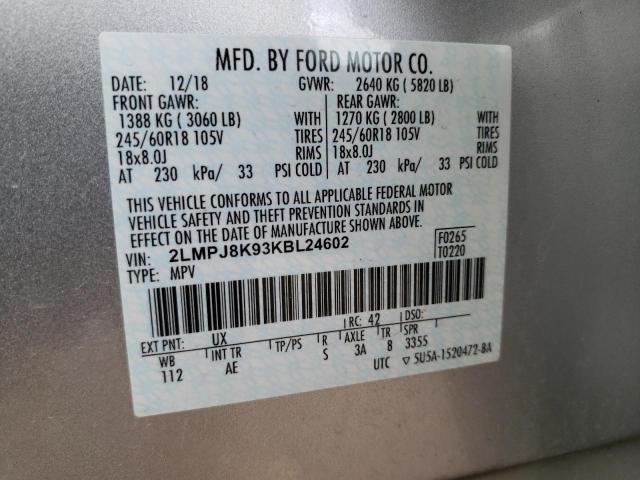 MFD. BY FORD MOTOR CO.
DATE: 12/18 GVWR: 2640 KG ( 5820 LB)
FRONT GAWR: REAR GAWR:
1388 KG ( 3060 LB) WITH 1270 KG ( 2800 LB) WITH
245/60R18 105V TIRES 245/60R18 105V TIRES
18x8.0J RIMS 18x8.0J RIMS
AT 230 kPa/ 33 PSI COLD AT 230 kPa/ 33 PSI COLD
THIS VEHICLE CONFORMS TO ALL APPLICABLE FEDERAL MOTOR
VEHICLE SAFETY AND THEFT PREVENTION STANDARDS IN
EFFECT ON THE DATE OF MANUFACTURE SHOWN ABOVE.
VIN: 2LMPJ8K93KBL24602 F0265
TYPE: MPV T0220
EXT PNT: UX RC: 42 DSO:
WB INT TR TP/PS R AXLE TR SPR
112 AE S 3A 8 3355
UTC ▽ 5U5A-1520472-BA